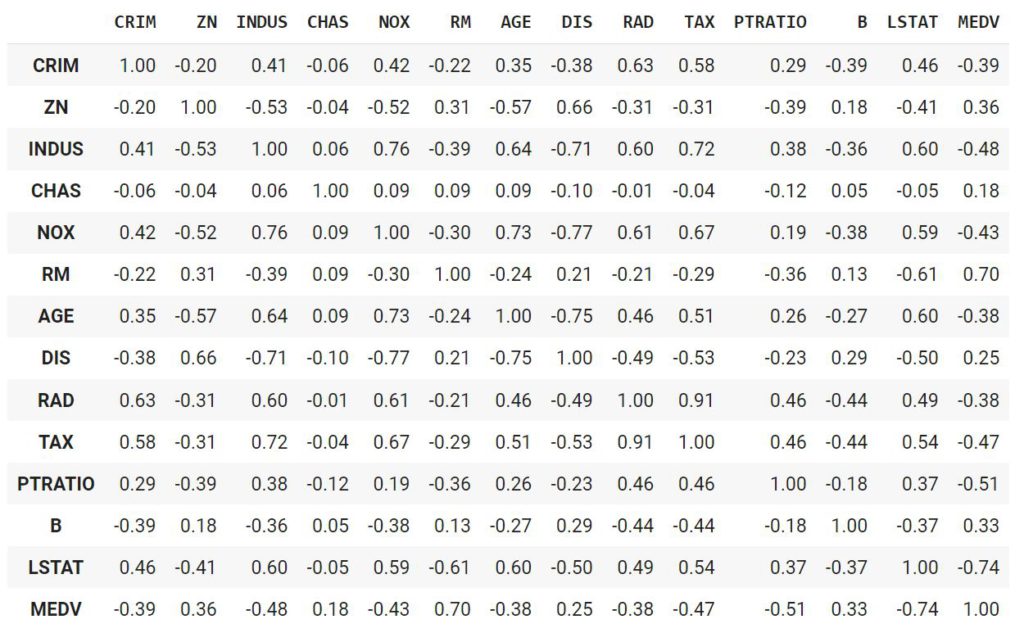 CRIM ZN INDUS CHAS NOX RM AGE DIS RAD TAX PTRATIO B LSTAT MEDV
CRIM 1.00 -0.20 0.41 -0.06 0.42 -0.22 0.35 -0.38 0.63 0.58 0.29 -0.39 0.46 -0.39
ZN -0.20 1.00 -0.53 -0.04 -0.52 0.31 -0.57 0.66 -0.31 -0.31 -0.39 0.18 -0.41 0.36
INDUS 0.41 -0.53 1.00 0.06 0.76 -0.39 0.64 -0.71 0.60 0.72 0.38 -0.36 0.60 -0.48
CHAS -0.06 -0.04 0.06 1.00 0.09 0.09 0.09 -0.10 -0.01 -0.04 -0.12 0.05 -0.05 0.18
NOX 0.42 -0.52 0.76 0.09 1.00 -0.30 0.73 -0.77 0.61 0.67 0.19 -0.38 0.59 -0.43
RM -0.22 0.31 -0.39 0.09 -0.30 1.00 -0.24 0.21 -0.21 -0.29 -0.36 0.13 -0.61 0.70
AGE 0.35 -0.57 0.64 0.09 0.73 -0.24 1.00 -0.75 0.46 0.51 0.26 -0.27 0.60 -0.38
DIS -0.38 0.66 -0.71 -0.10 -0.77 0.21 -0.75 1.00 -0.49 -0.53 -0.23 0.29 -0.50 0.25
RAD 0.63 -0.31 0.60 -0.01 0.61 -0.21 0.46 -0.49 1.00 0.91 0.46 -0.44 0.49 -0.38
TAX 0.58 -0.31 0.72 -0.04 0.67 -0.29 0.51 -0.53 0.91 1.00 0.46 -0.44 0.54 -0.47
PTRATIO 0.29 -0.39 0.38 -0.12 0.19 -0.36 0.26 -0.23 0.46 0.46 1.00 -0.18 0.37 -0.51
B -0.39 0.18 -0.36 0.05 -0.38 0.13 -0.27 0.29 -0.44 -0.44 -0.18 1.00 -0.37 0.33
LSTAT 0.46 -0.41 0.60 -0.05 0.59 -0.61 0.60 -0.50 0.49 0.54 0.37 -0.37 1.00 -0.74
MEDV -0.39 0.36 -0.48 0.18 -0.43 0.70 -0.38 0.25 -0.38 -0.47 -0.51 0.33 -0.74 1.00